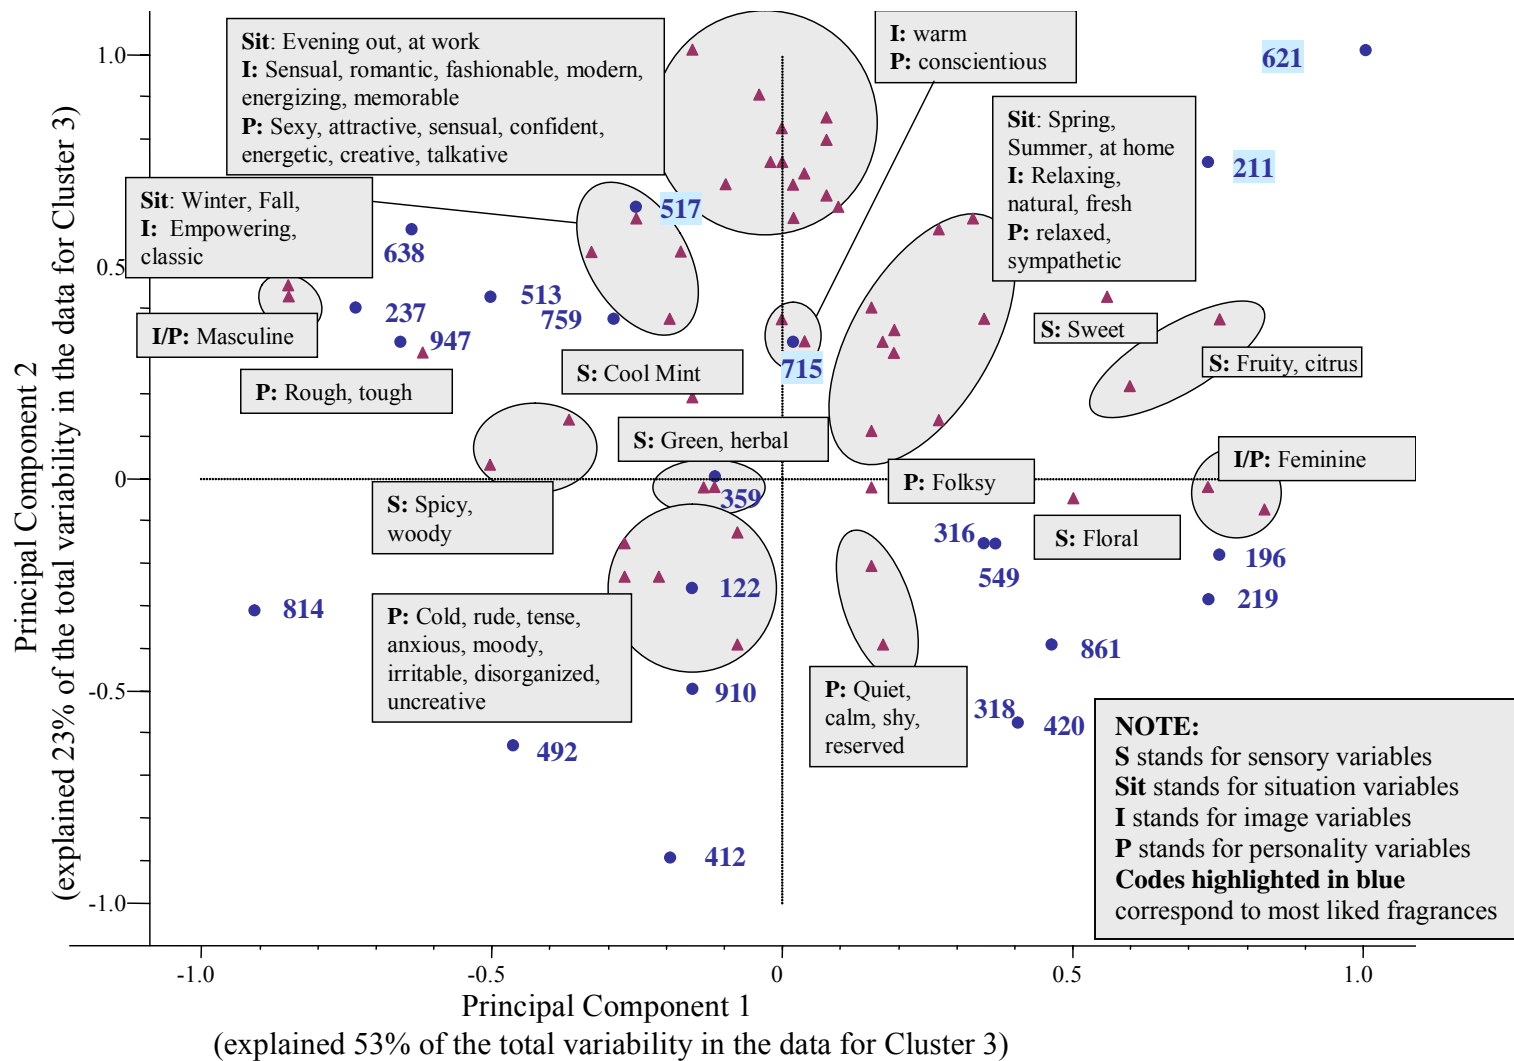 Sit: Evening out, at work
I: Sensual, romantic, fashionable, modern,
energizing, memorable
P: Sexy, attractive, sensual, confident,
energetic, creative, talkative
I: warm
P: conscientious
Sit: Spring,
Summer, at home
I: Relaxing,
natural, fresh
P: relaxed,
sympathetic
Sit: Winter, Fall,
I: Empowering,
classic
I/P: Masculine
P: Rough, tough
S: Cool Mint
S: Green, herbal
S: Spicy,
woody
P: Cold, rude, tense,
anxious, moody,
irritable, disorganized,
uncreative
P: Quiet,
calm, shy,
reserved
P: Folksy
S: Floral
S: Sweet
S: Fruity, citrus
I/P: Feminine
621
211
517
638
513
237
759
947
715
359
316
549
196
219
122
814
861
910
318
420
492
412
NOTE:
S stands for sensory variables
Sit stands for situation variables
I stands for image variables
P stands for personality variables
Codes highlighted in blue
correspond to most liked fragrances
1.0
0.5
0
-0.5
-1.0
-1.0
-0.5
0
0.5
1.0
Principal Component 2
(explained 23% of the total variability in the data for Cluster 3)
Principal Component 1
(explained 53% of the total variability in the data for Cluster 3)